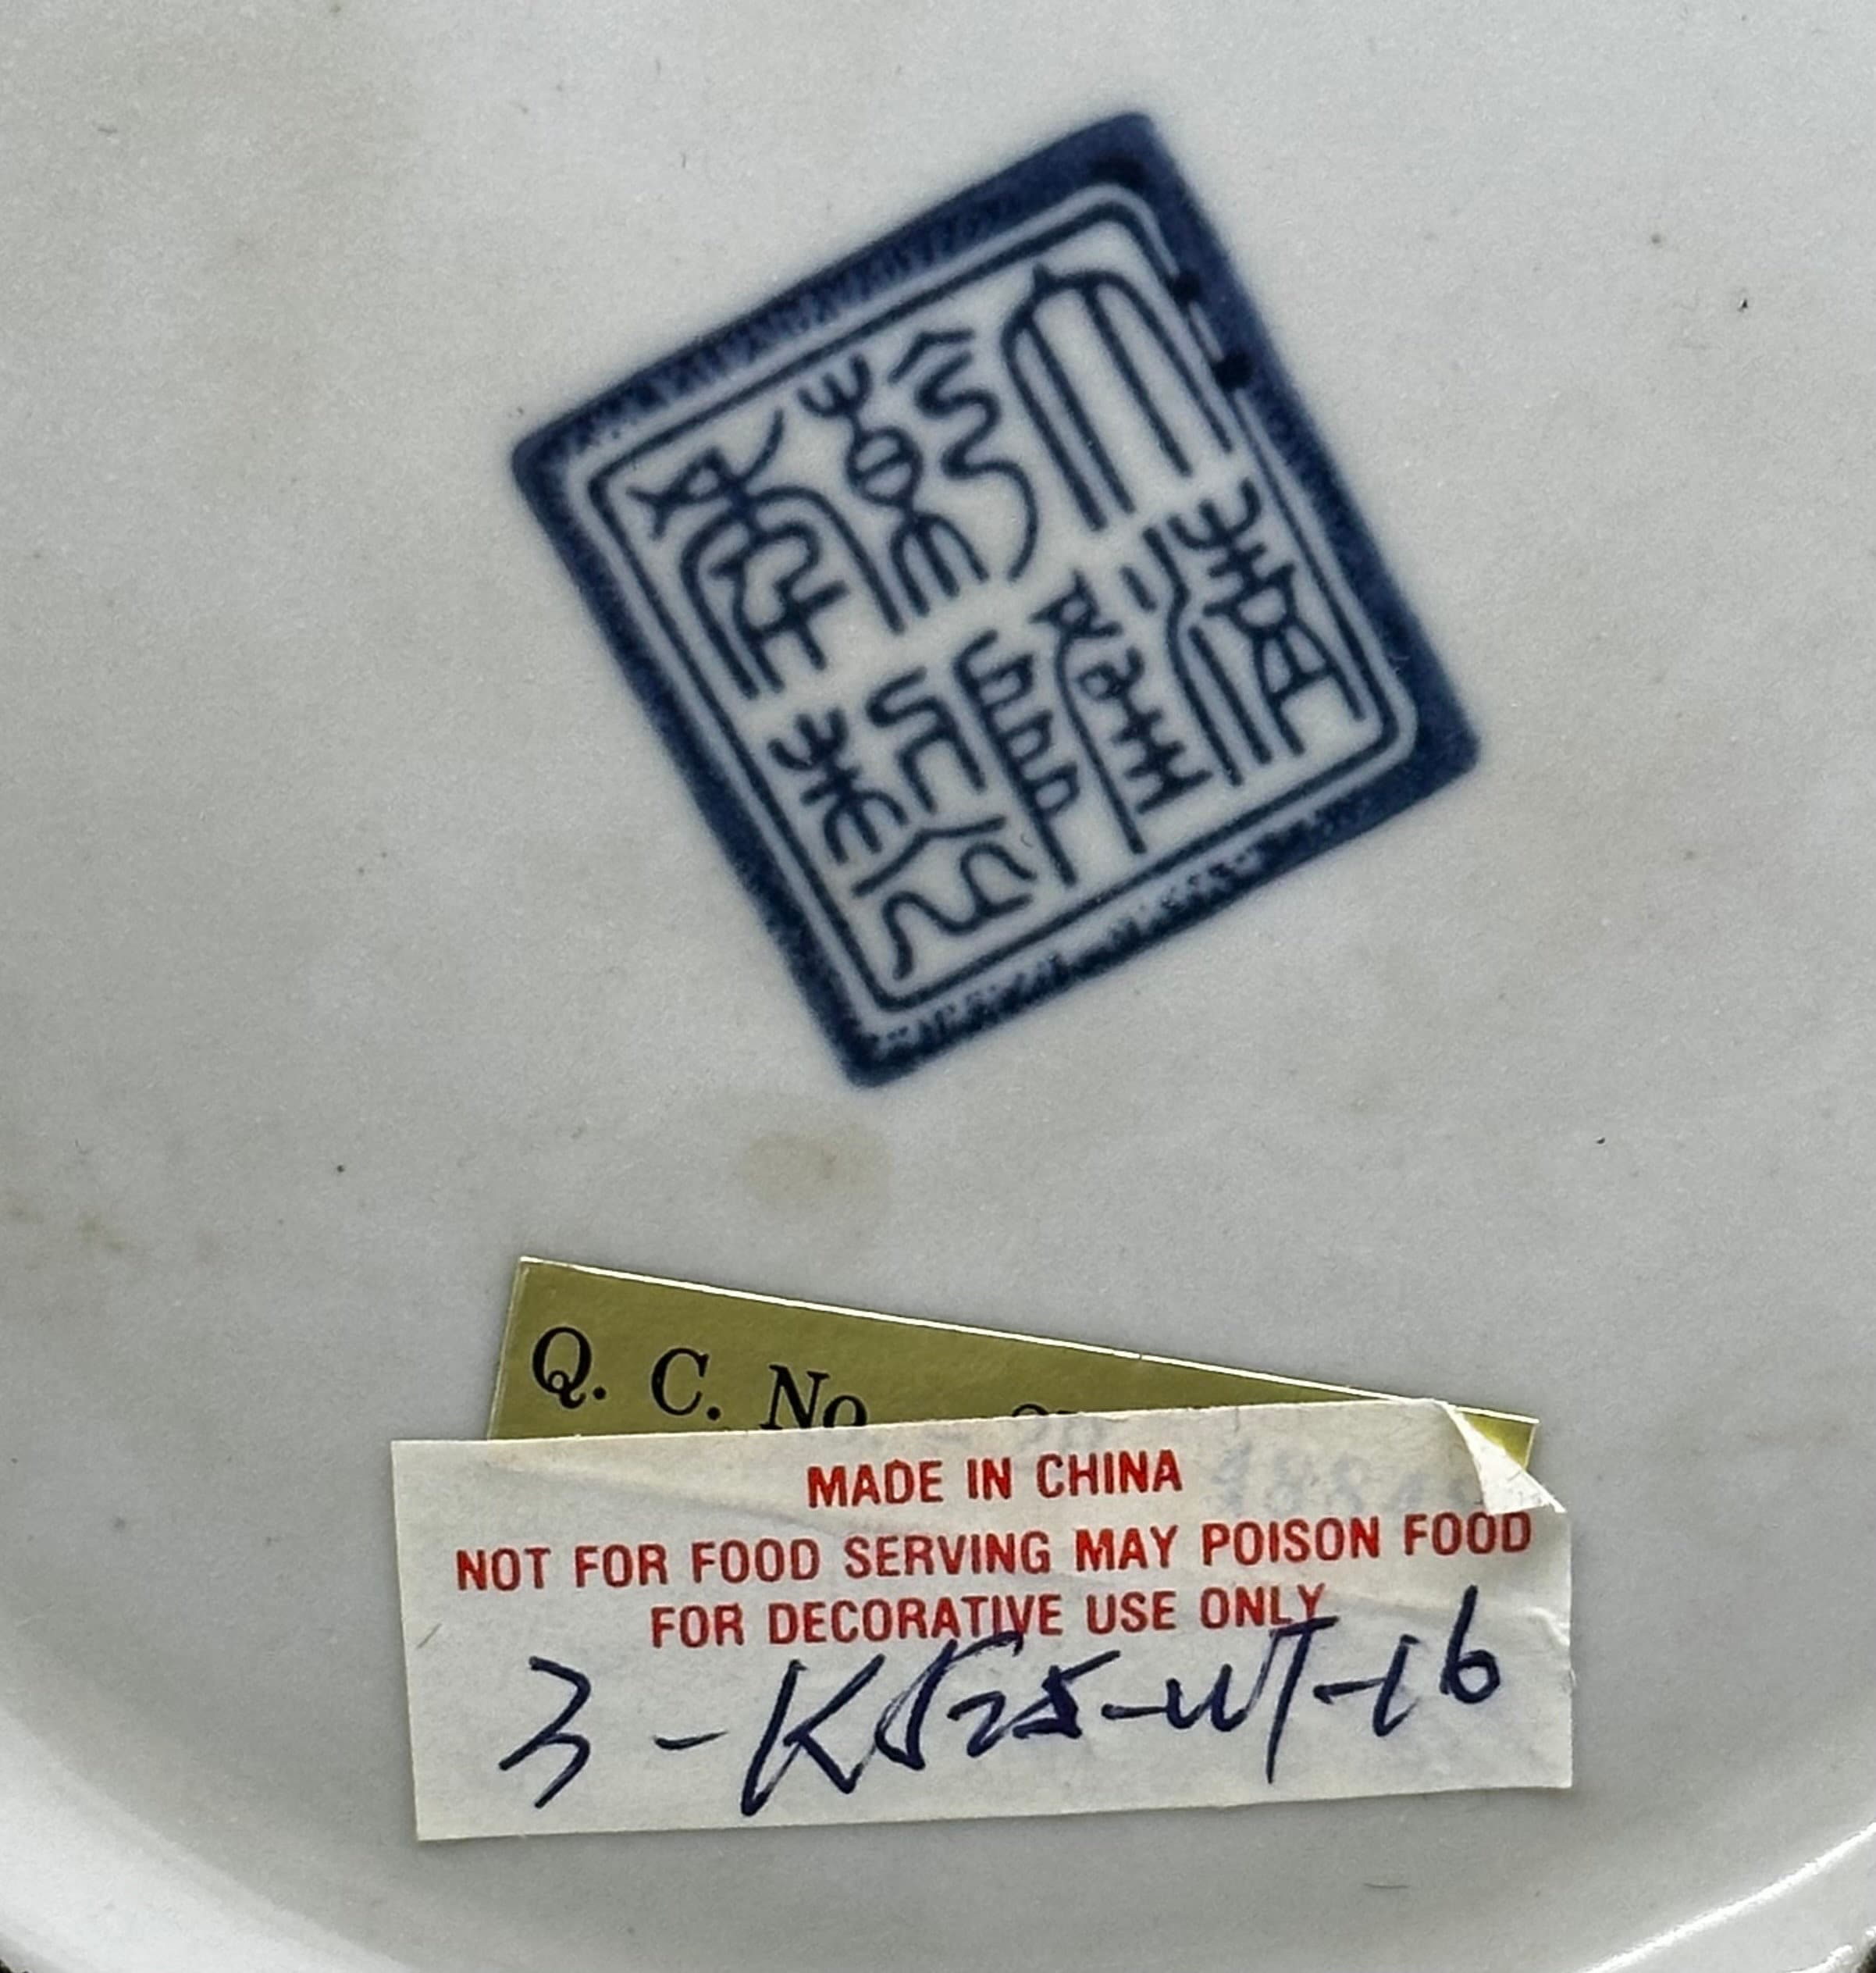 大清
乾隆
年製
Q. C. No.
MADE IN CHINA
NOT FOR FOOD SERVING MAY POISON FOOD
FOR DECORATIVE USE ONLY